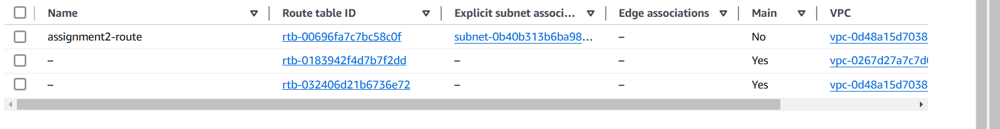 Name Route table ID Explicit subnet associ... Edge associations Main VPC
assignment2-route rtb-00696fa7c7bc58c0f subnet-0b40b313b6ba98... – No vpc-0d48a15d7038
– rtb-0183942f4d7b7f2dd – – Yes vpc-0267d27a7c7d
– rtb-032406d21b6736e72 – – Yes vpc-0d48a15d7038